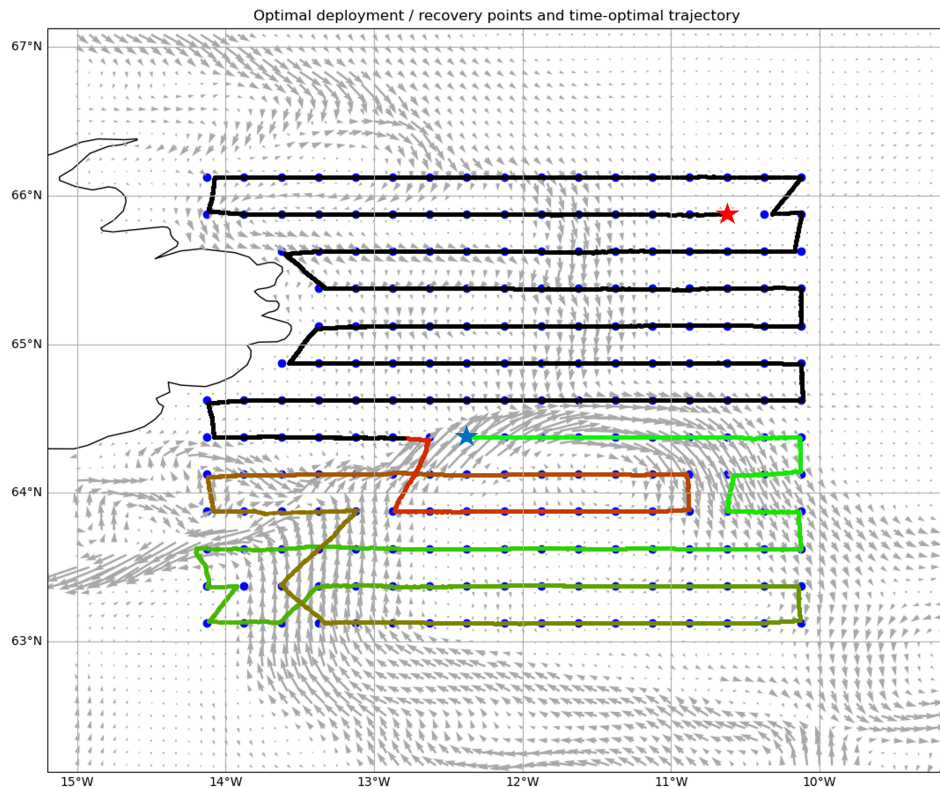 Optimal deployment / recovery points and time-optimal trajectory
67°N
66°N
65°N
64°N
63°N
15°W 14°W 13°W 12°W 11°W 10°W